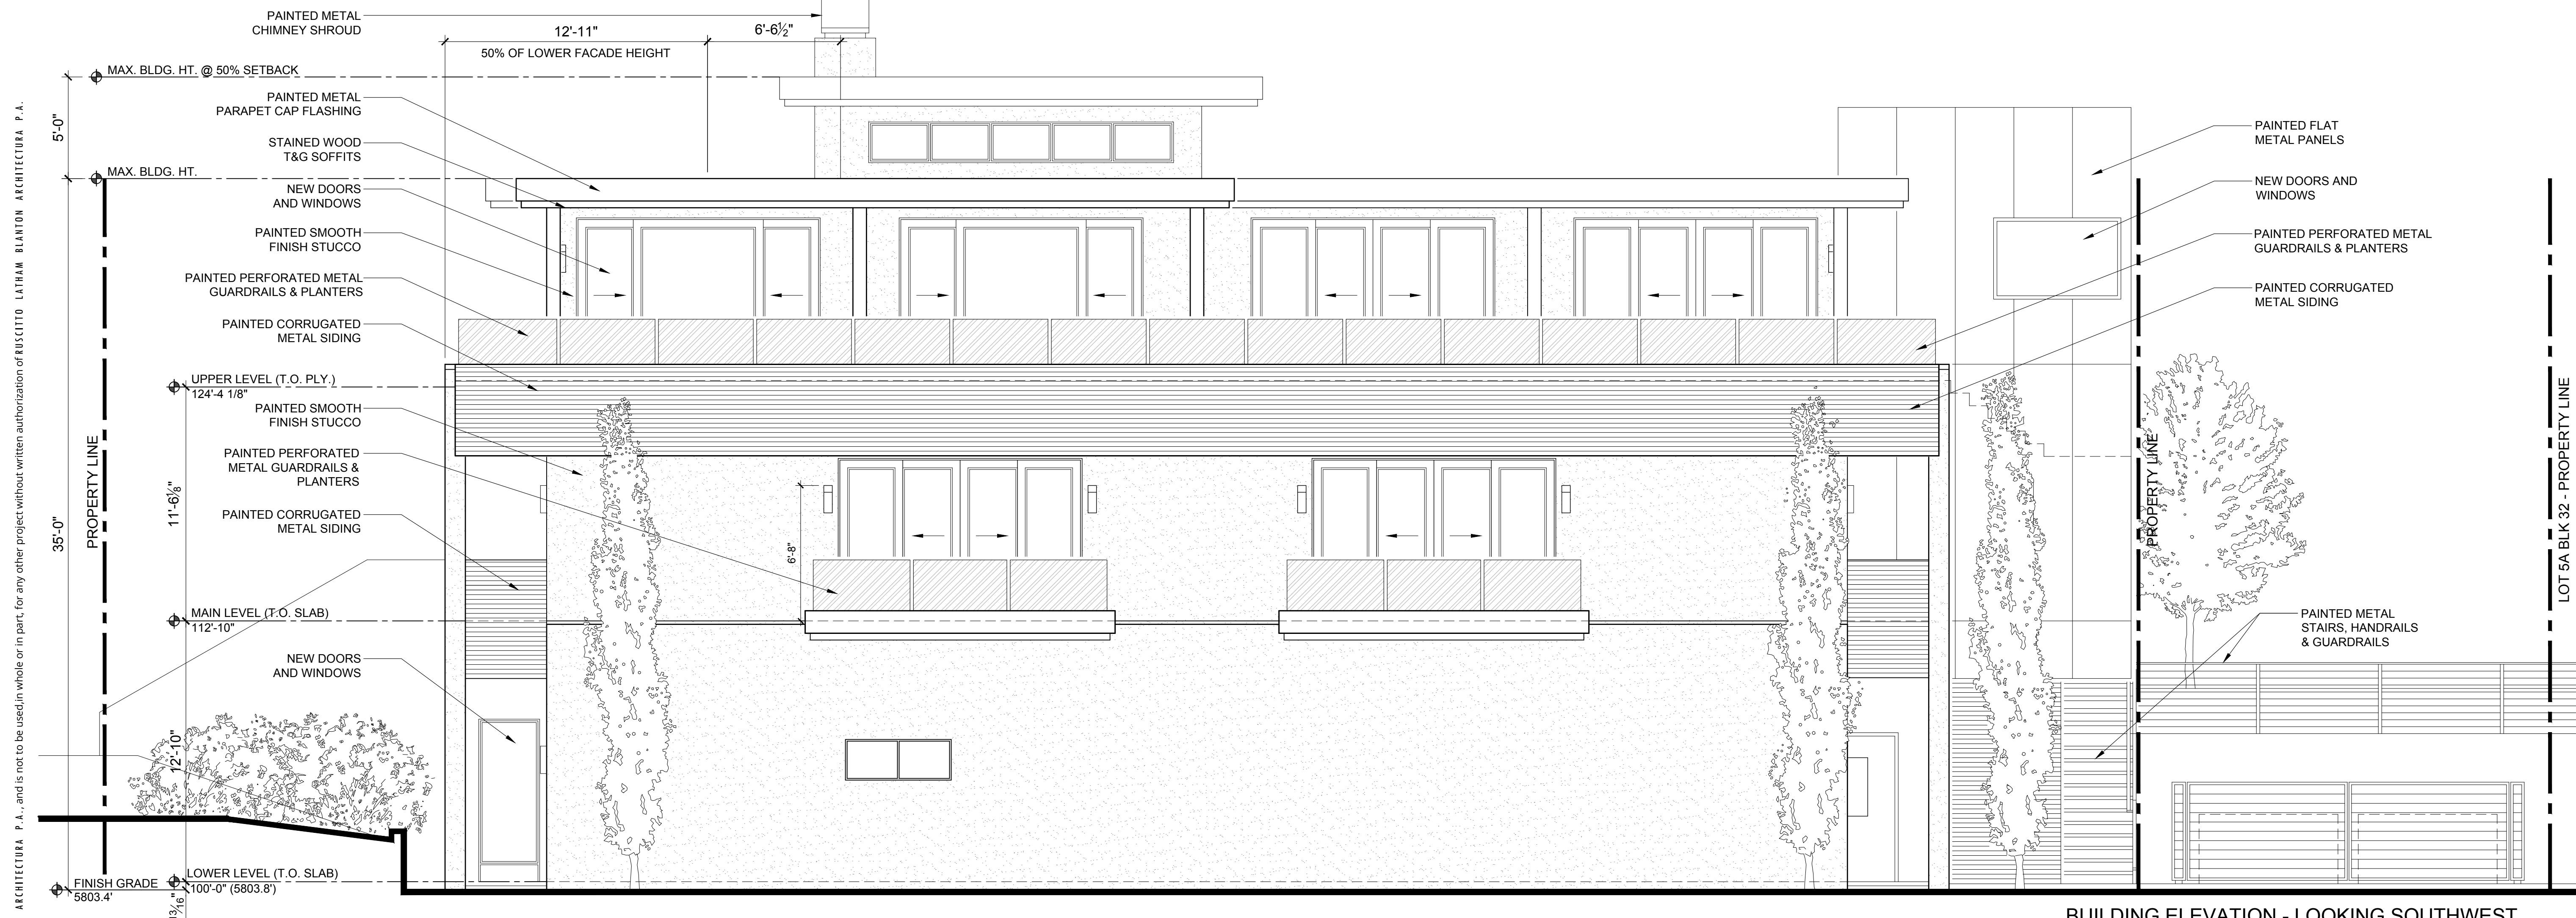 PAINTED METAL
CHIMNEY SHROUD
12'-11"
6'-6½"
50% OF LOWER FACADE HEIGHT
MAX. BLDG. HT. @ 50% SETBACK
5'-0"
PAINTED METAL
PARAPET CAP FLASHING
STAINED WOOD
T&G SOFFITS
MAX. BLDG. HT.
NEW DOORS
AND WINDOWS
PAINTED SMOOTH
FINISH STUCCO
PAINTED PERFORATED METAL
GUARDRAILS & PLANTERS
PAINTED CORRUGATED
METAL SIDING
UPPER LEVEL (T.O. PLY.)
124'-4 1/8"
PAINTED SMOOTH
FINISH STUCCO
PAINTED PERFORATED
METAL GUARDRAILS &
PLANTERS
PAINTED CORRUGATED
METAL SIDING
MAIN LEVEL (T.O. SLAB)
112'-10"
NEW DOORS
AND WINDOWS
LOWER LEVEL (T.O. SLAB)
100'-0" (5803.8')
FINISH GRADE
5803.4'
35'-0"
PROPERTY LINE
11'-6⅛"
12'-10"
13/16"
6'-8"
ARCHITECTURA P.A., and is not to be used,in whole or in part, for any other project without written authorization of RUSCITTO LATHAM BLANTON ARCHITECTURA P.A.
PAINTED FLAT
METAL PANELS
NEW DOORS AND
WINDOWS
PAINTED PERFORATED METAL
GUARDRAILS & PLANTERS
PAINTED CORRUGATED
METAL SIDING
PROPERTY LINE
LOT 5A BLK 32 - PROPERTY LINE
PAINTED METAL
STAIRS, HANDRAILS
& GUARDRAILS
BUILDING ELEVATION - LOOKING SOUTHWEST